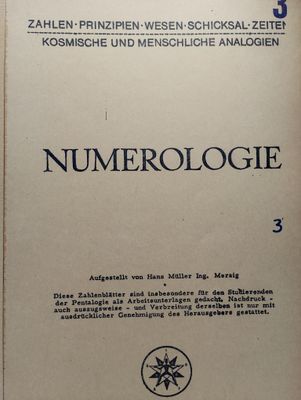 3
ZAHLEN · PRINZIPIEN · WESEN · SCHICKSAL · ZEITEN
KOSMISCHE UND MENSCHLICHE ANALOGIEN
NUMEROLOGIE
3
Aufgestellt von Hans Müller Ing. Merzig
Diese Zahlenblätter sind insbesondere für den Studierenden
der Pentalogie als Arbeitsunterlagen gedacht, Nachdruck -
auch auszugsweise - und Verbreitung derselben ist nur mit
ausdrücklicher Genehmigung des Herausgebers gestattet.